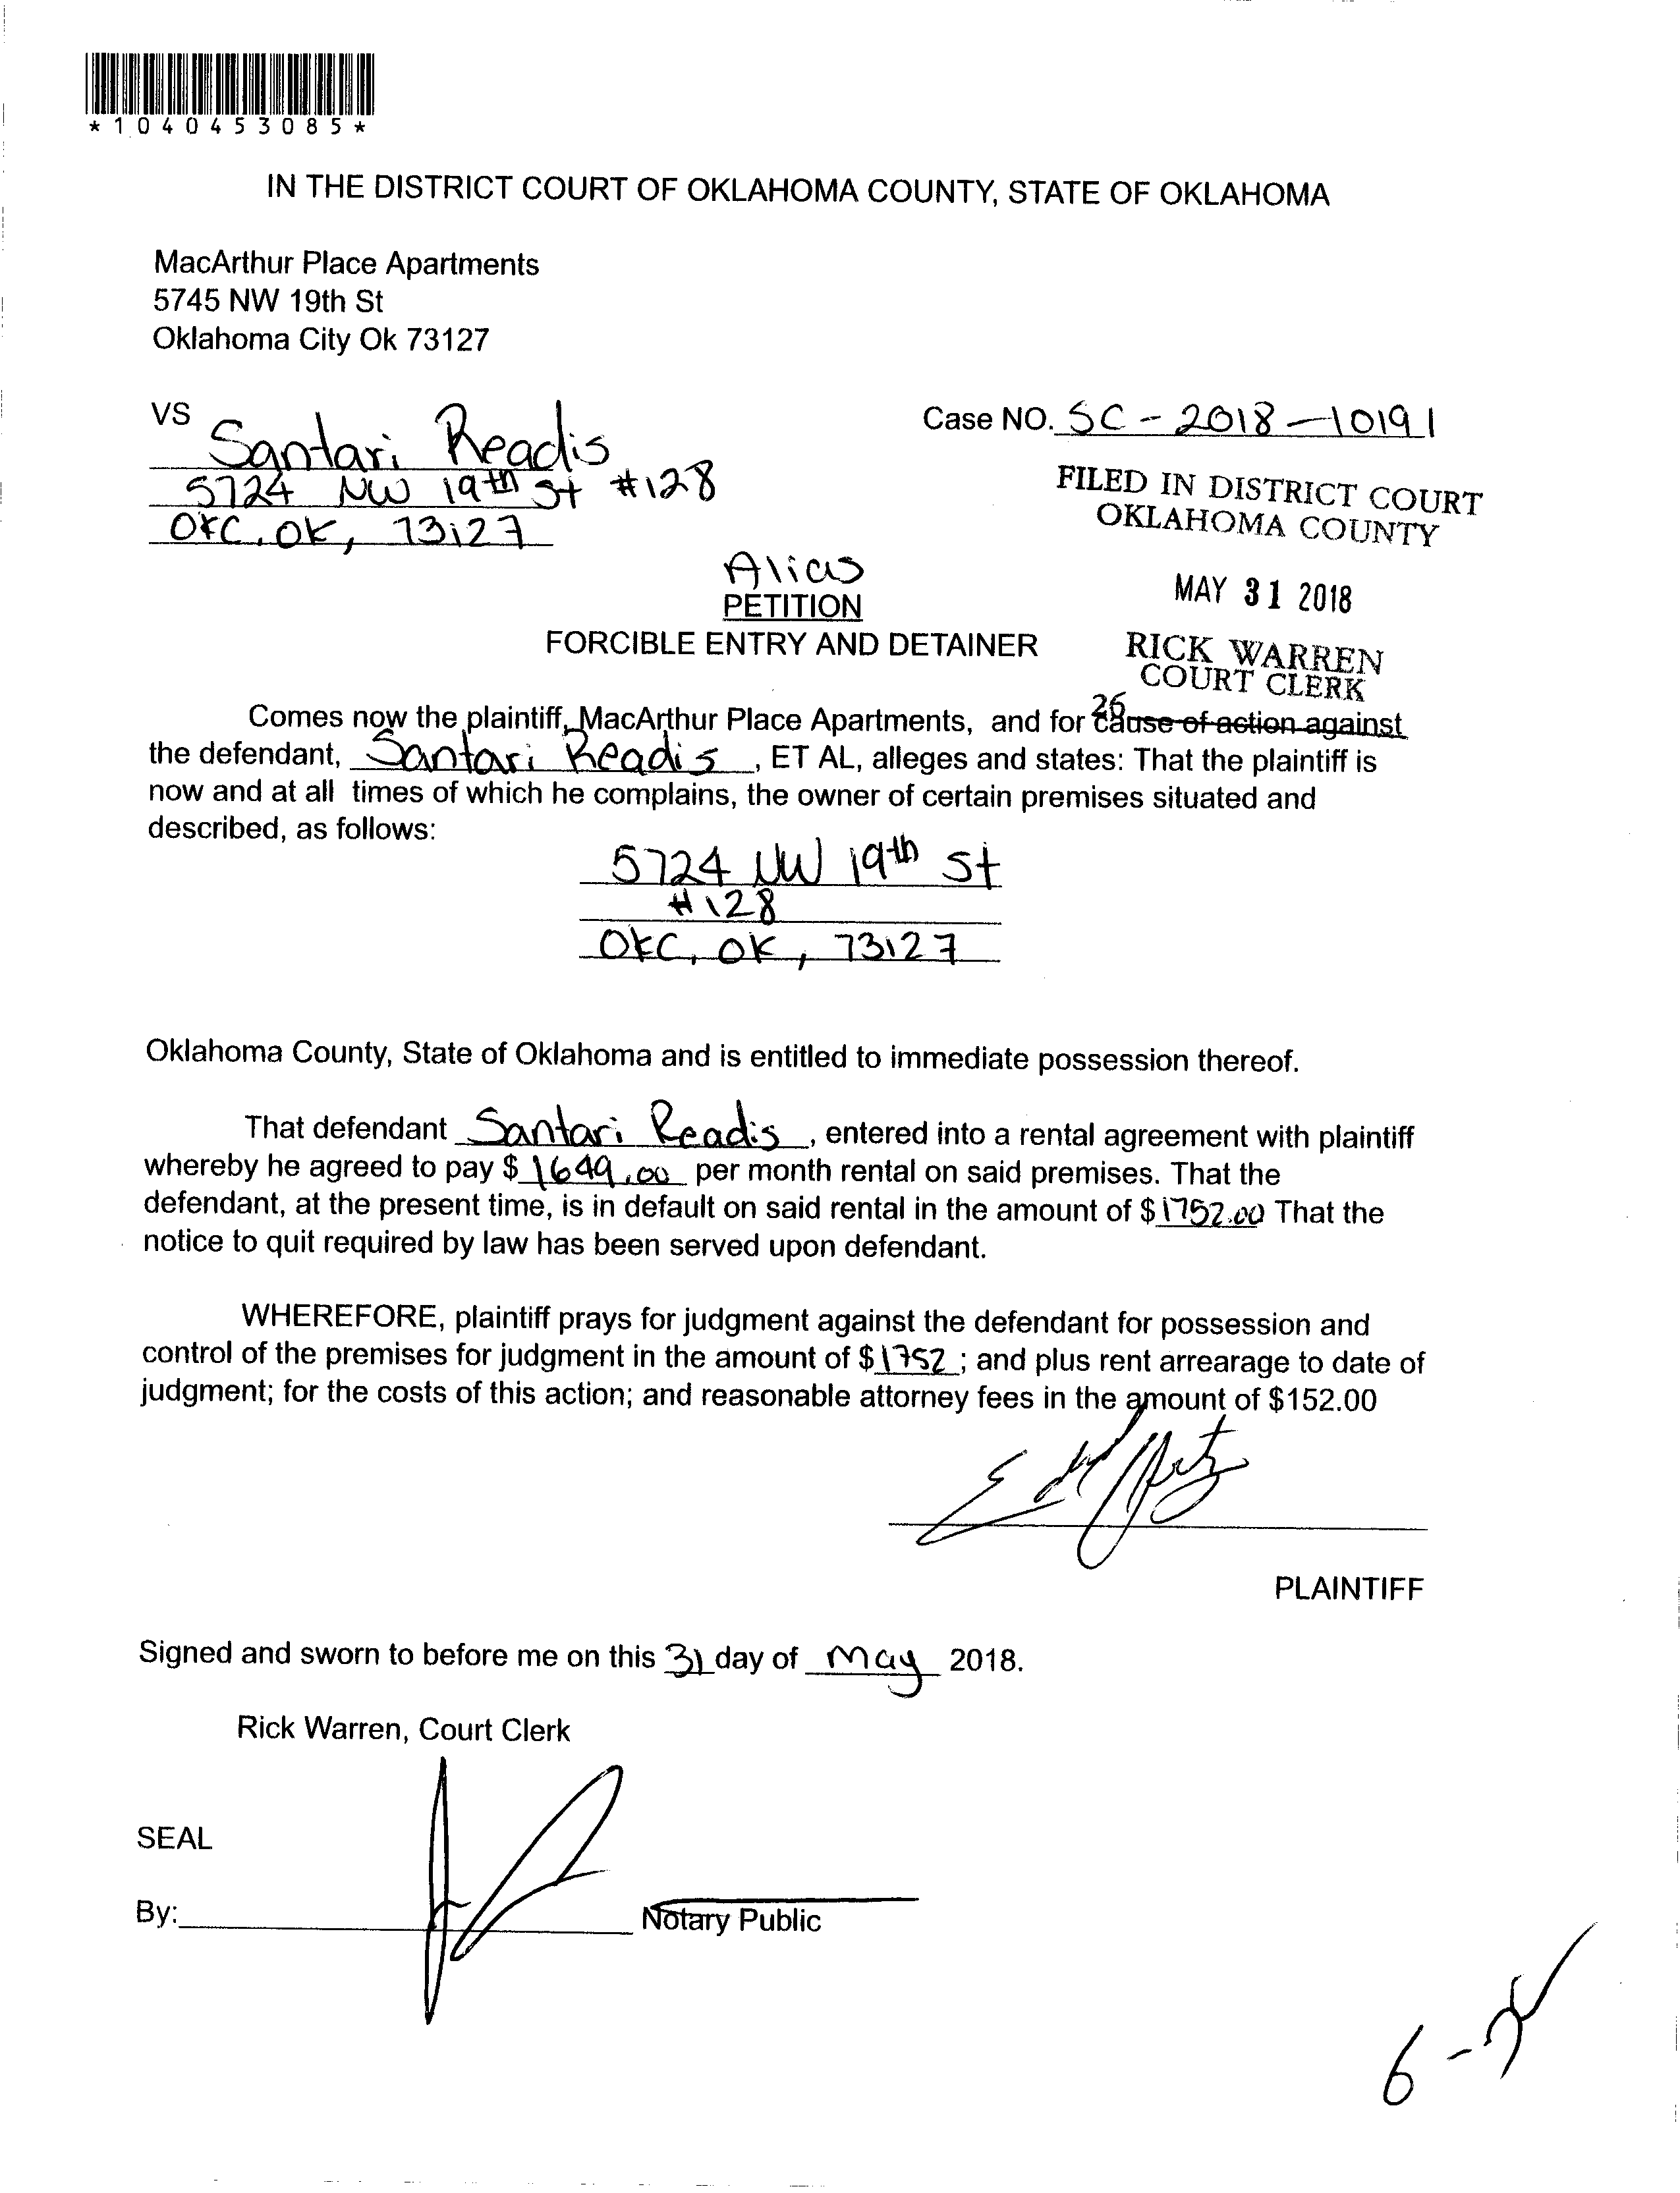 *1040453085*
IN THE DISTRICT COURT OF OKLAHOMA COUNTY, STATE OF OKLAHOMA
MacArthur Place Apartments
5745 NW 19th St
Oklahoma City Ok 73127
VS Santari Readis
5724 NW 19th St #128
OKC, OK, 73127
Case NO. SC-2018-10191
FILED IN DISTRICT COURT
OKLAHOMA COUNTY
MAY 31 2018
RICK WARREN
COURT CLERK
26
Alias
PETITION
FORCIBLE ENTRY AND DETAINER
Comes now the plaintiff, MacArthur Place Apartments, and for cause of action against
the defendant, Santari Readis, ET AL, alleges and states: That the plaintiff is
now and at all times of which he complains, the owner of certain premises situated and
described, as follows:
5724 NW 19th St
#128
OKC, OK, 73127
Oklahoma County, State of Oklahoma and is entitled to immediate possession thereof.
That defendant Santari Readis, entered into a rental agreement with plaintiff
whereby he agreed to pay $ 1649.00 per month rental on said premises. That the
defendant, at the present time, is in default on said rental in the amount of $1752.00 That the
notice to quit required by law has been served upon defendant.
WHEREFORE, plaintiff prays for judgment against the defendant for possession and
control of the premises for judgment in the amount of $1752; and plus rent arrearage to date of
judgment; for the costs of this action; and reasonable attorney fees in the amount of $152.00
PLAINTIFF
Signed and sworn to before me on this 31 day of May 2018.
Rick Warren, Court Clerk
SEAL
By: Notary Public